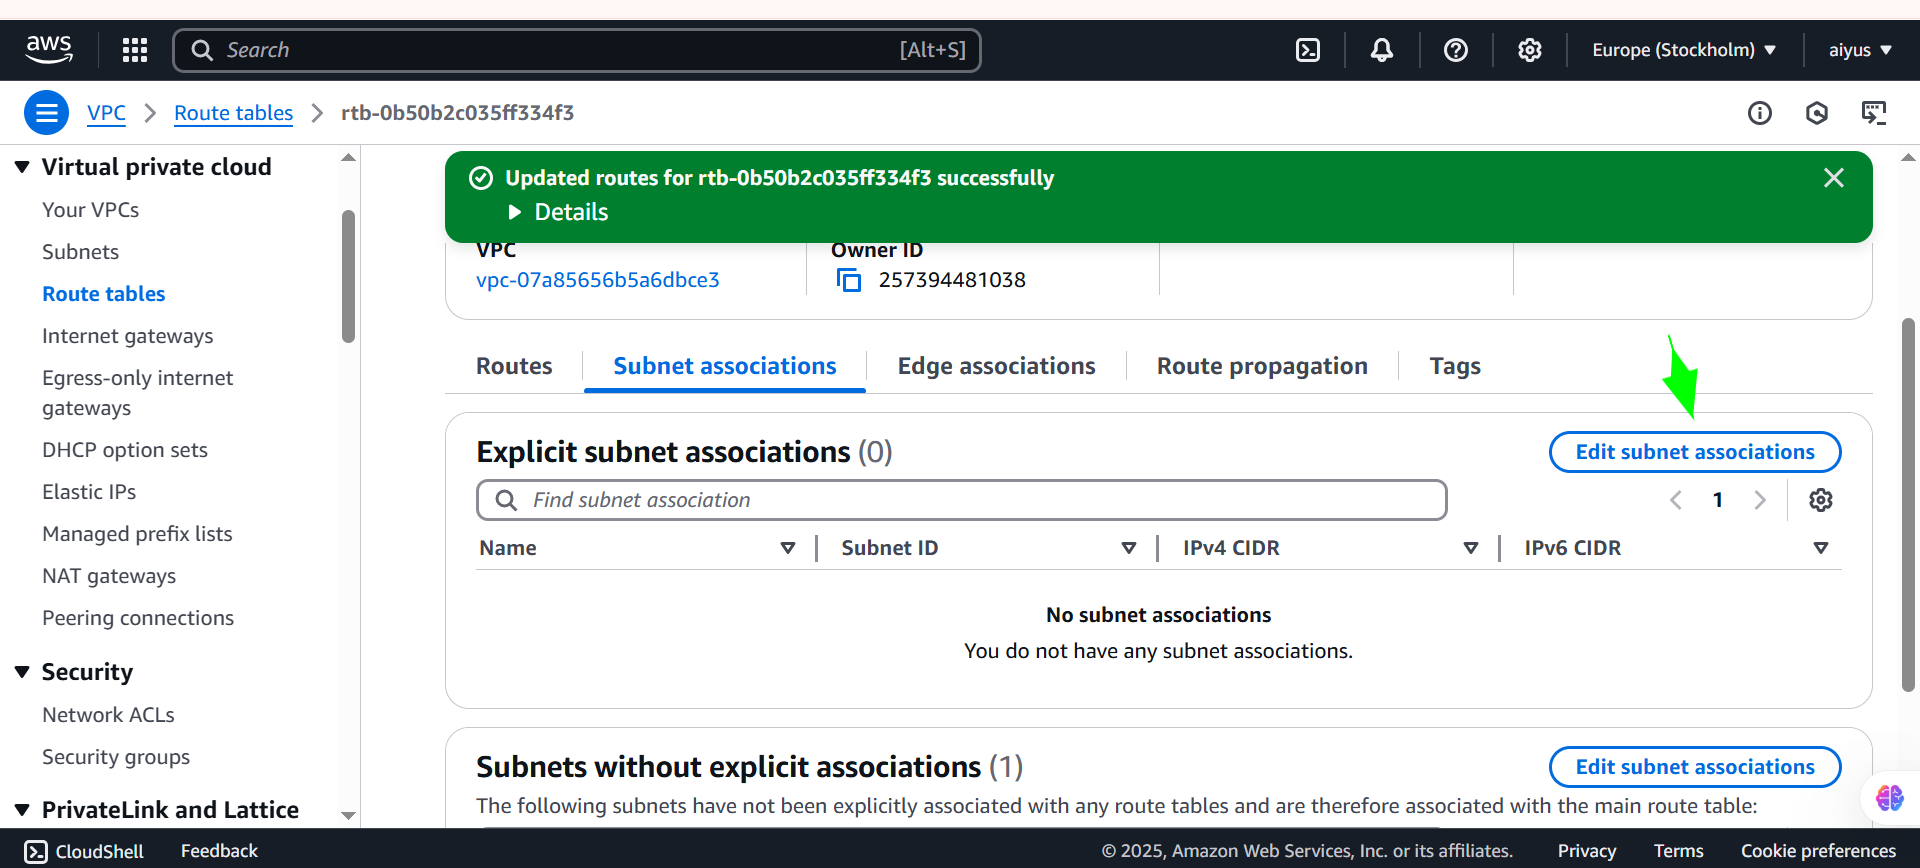 aws
Search [Alt+S]
Europe (Stockholm)
aiyus
VPC
Route tables
rtb-0b50b2c035ff334f3
Virtual private cloud
Your VPCs
Subnets
Route tables
Internet gateways
Egress-only internet
gateways
DHCP option sets
Elastic IPs
Managed prefix lists
NAT gateways
Peering connections
Security
Network ACLs
Security groups
PrivateLink and Lattice
Updated routes for rtb-0b50b2c035ff334f3 successfully
Details
VPC
vpc-07a85656b5a6dbce3
Owner ID
257394481038
Routes
Subnet associations
Edge associations
Route propagation
Tags
Explicit subnet associations (0)
Edit subnet associations
Find subnet association
1
Name
Subnet ID
IPv4 CIDR
IPv6 CIDR
No subnet associations
You do not have any subnet associations.
Subnets without explicit associations (1)
Edit subnet associations
The following subnets have not been explicitly associated with any route tables and are therefore associated with the main route table:
CloudShell
Feedback
© 2025, Amazon Web Services, Inc. or its affiliates.
Privacy
Terms
Cookie preferences